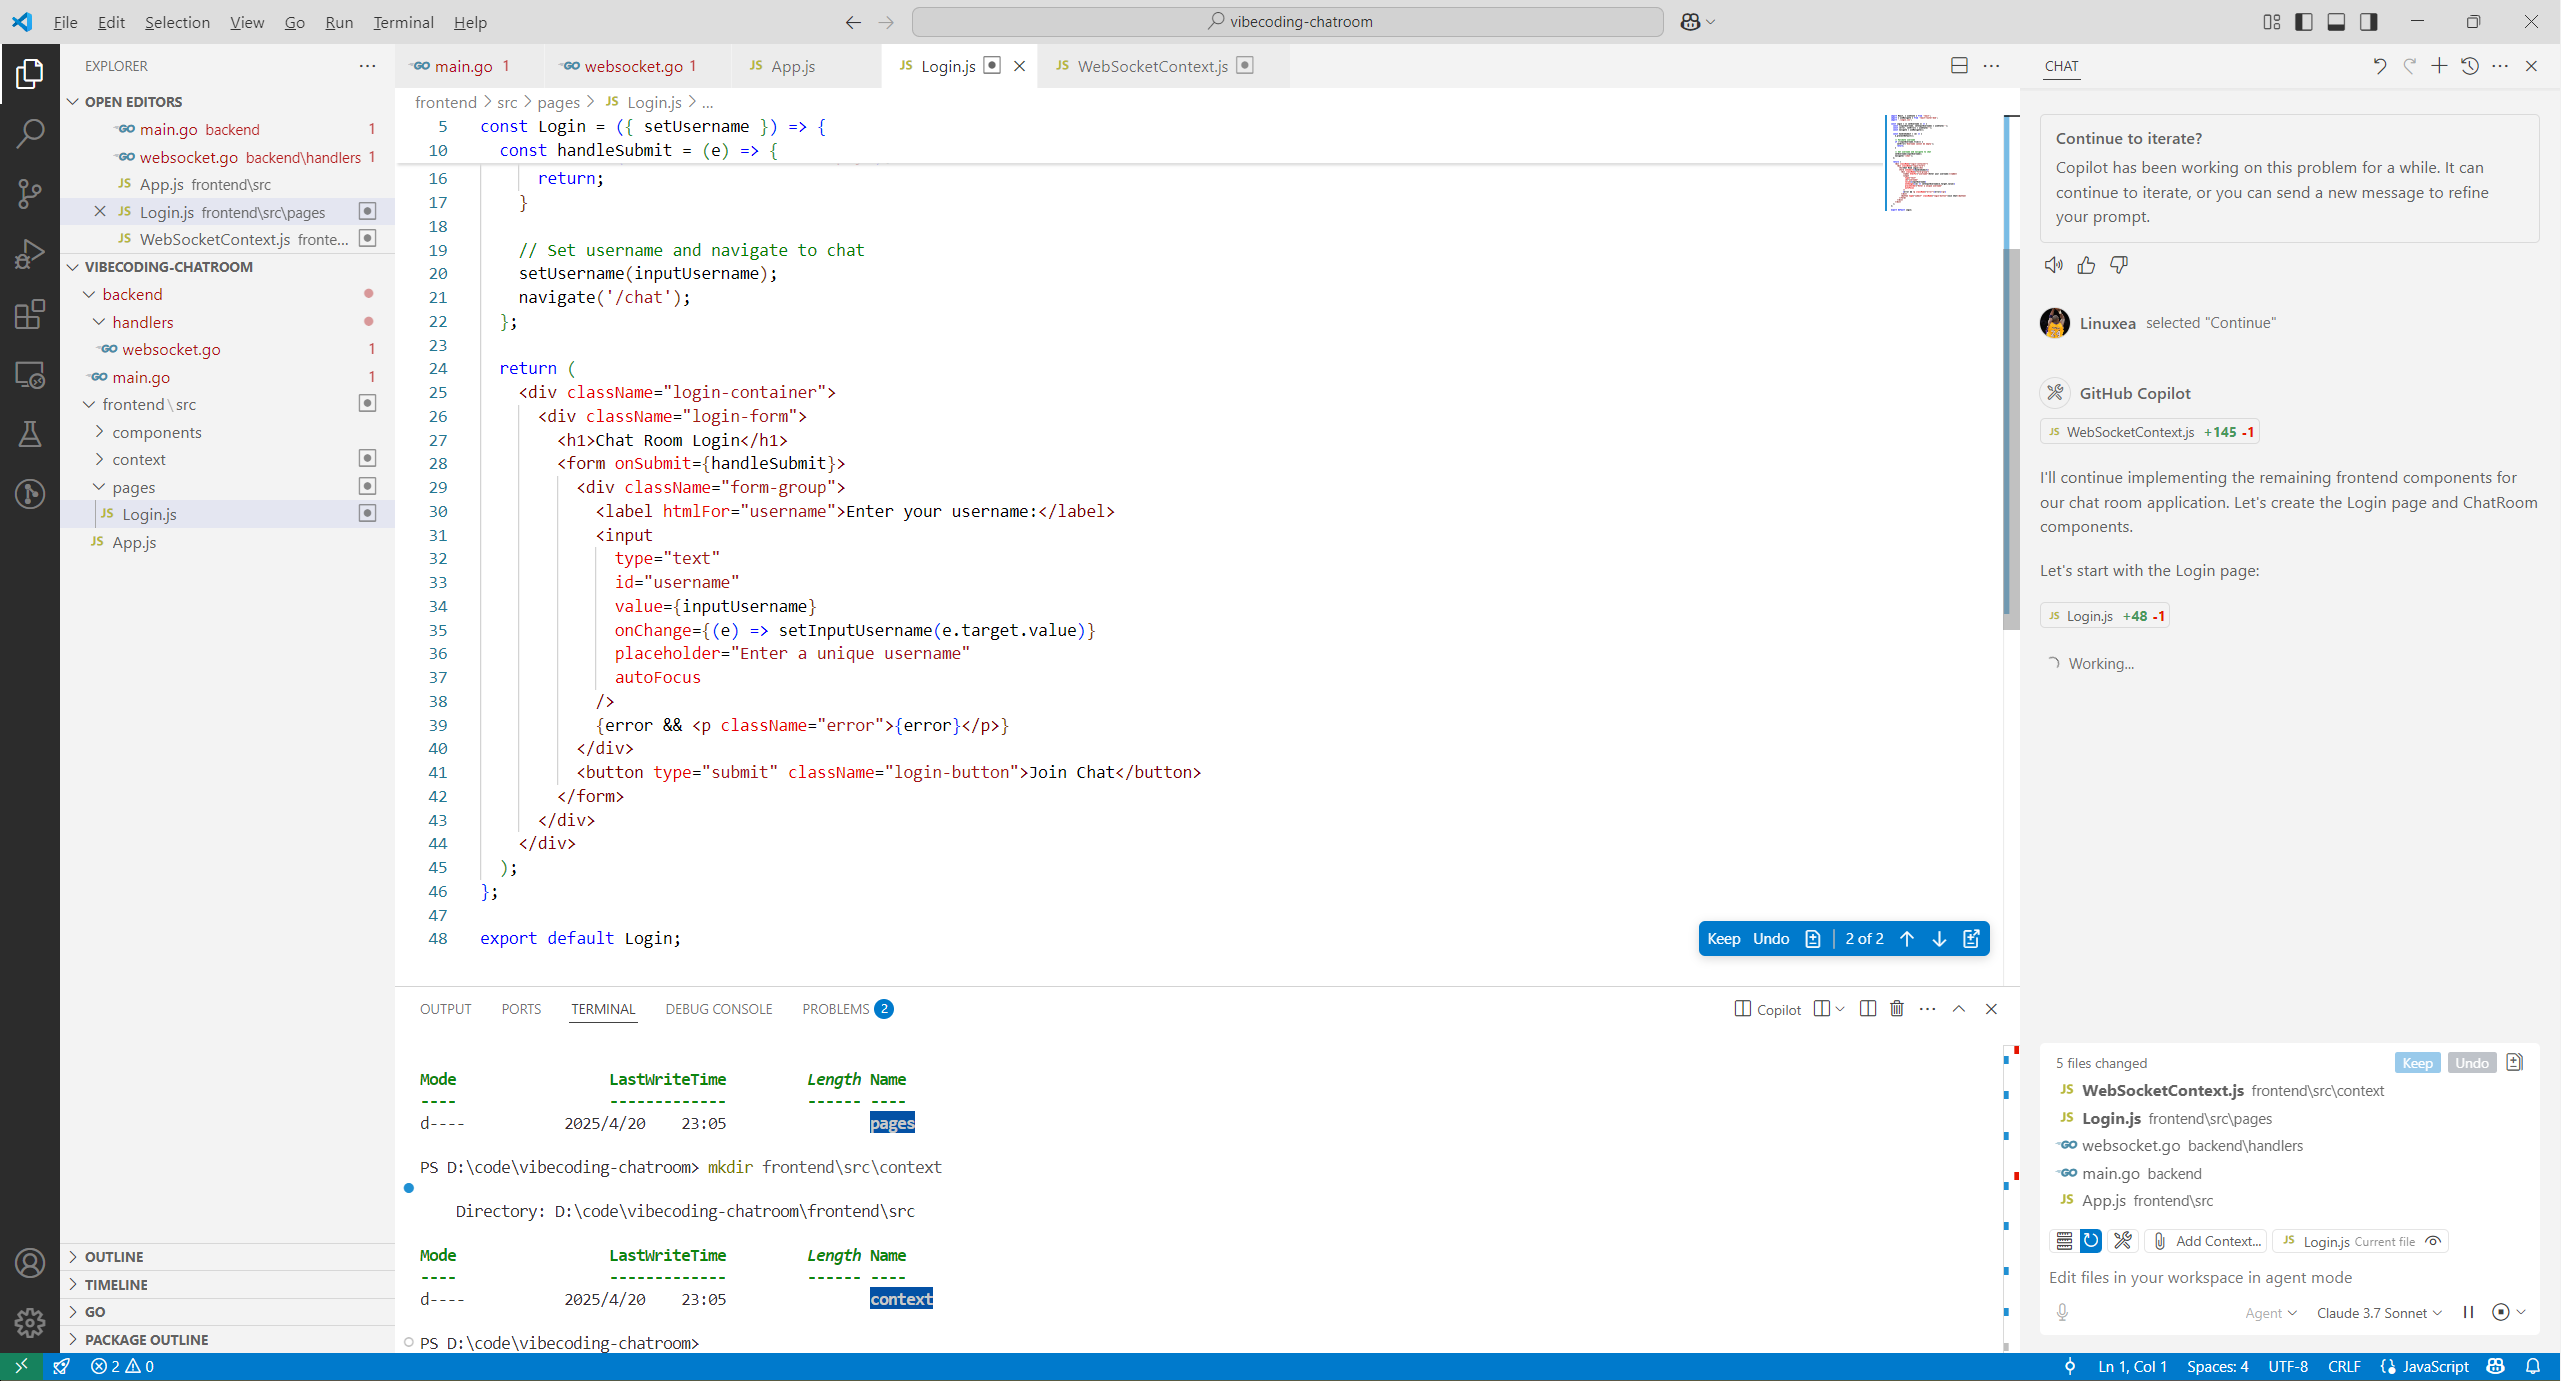 File Edit Selection View Go Run Terminal Help
vibecoding-chatroom
EXPLORER
OPEN EDITORS
main.go backend 1
websocket.go backend\handlers 1
App.js frontend\src
Login.js frontend\src\pages
WebSocketContext.js fronte...
VIBECODING-CHATROOM
backend
handlers
websocket.go 1
main.go 1
frontend\src
components
context
pages
Login.js
App.js
OUTLINE
TIMELINE
GO
PACKAGE OUTLINE
main.go 1
websocket.go 1
App.js
Login.js
WebSocketContext.js
frontend > src > pages > JS Login.js > ...
5 const Login = ({ setUsername }) => {
10 const handleSubmit = (e) => {
16 return;
17 }
18
19 // Set username and navigate to chat
20 setUsername(inputUsername);
21 navigate('/chat');
22 };
23
24 return (
25 <div className="login-container">
26 <div className="login-form">
27 <h1>Chat Room Login</h1>
28 <form onSubmit={handleSubmit}>
29 <div className="form-group">
30 <label htmlFor="username">Enter your username:</label>
31 <input
32 type="text"
33 id="username"
34 value={inputUsername}
35 onChange={(e) => setInputUsername(e.target.value)}
36 placeholder="Enter a unique username"
37 autoFocus
38 />
39 {error && <p className="error">{error}</p>}
40 </div>
41 <button type="submit" className="login-button">Join Chat</button>
42 </form>
43 </div>
44 </div>
45 );
46 };
47
48 export default Login;
Keep Undo 2 of 2
OUTPUT PORTS TERMINAL DEBUG CONSOLE PROBLEMS 2
Copilot
Mode LastWriteTime Length Name
---- ------------- ------ ----
d---- 2025/4/20 23:05 pages
PS D:\code\vibecoding-chatroom> mkdir frontend\src\context
Directory: D:\code\vibecoding-chatroom\frontend\src
Mode LastWriteTime Length Name
---- ------------- ------ ----
d---- 2025/4/20 23:05 context
PS D:\code\vibecoding-chatroom>
CHAT
Continue to iterate?
Copilot has been working on this problem for a while. It can
continue to iterate, or you can send a new message to refine
your prompt.
Linuxea selected "Continue"
GitHub Copilot
JS WebSocketContext.js +145 -1
I'll continue implementing the remaining frontend components for
our chat room application. Let's create the Login page and ChatRoom
components.
Let's start with the Login page:
JS Login.js +48 -1
Working...
5 files changed Keep Undo
JS WebSocketContext.js frontend\src\context
JS Login.js frontend\src\pages
websocket.go backend\handlers
main.go backend
JS App.js frontend\src
Add Context... JS Login.js Current file
Edit files in your workspace in agent mode
Agent Claude 3.7 Sonnet
2 0
Ln 1, Col 1 Spaces: 4 UTF-8 CRLF JavaScript